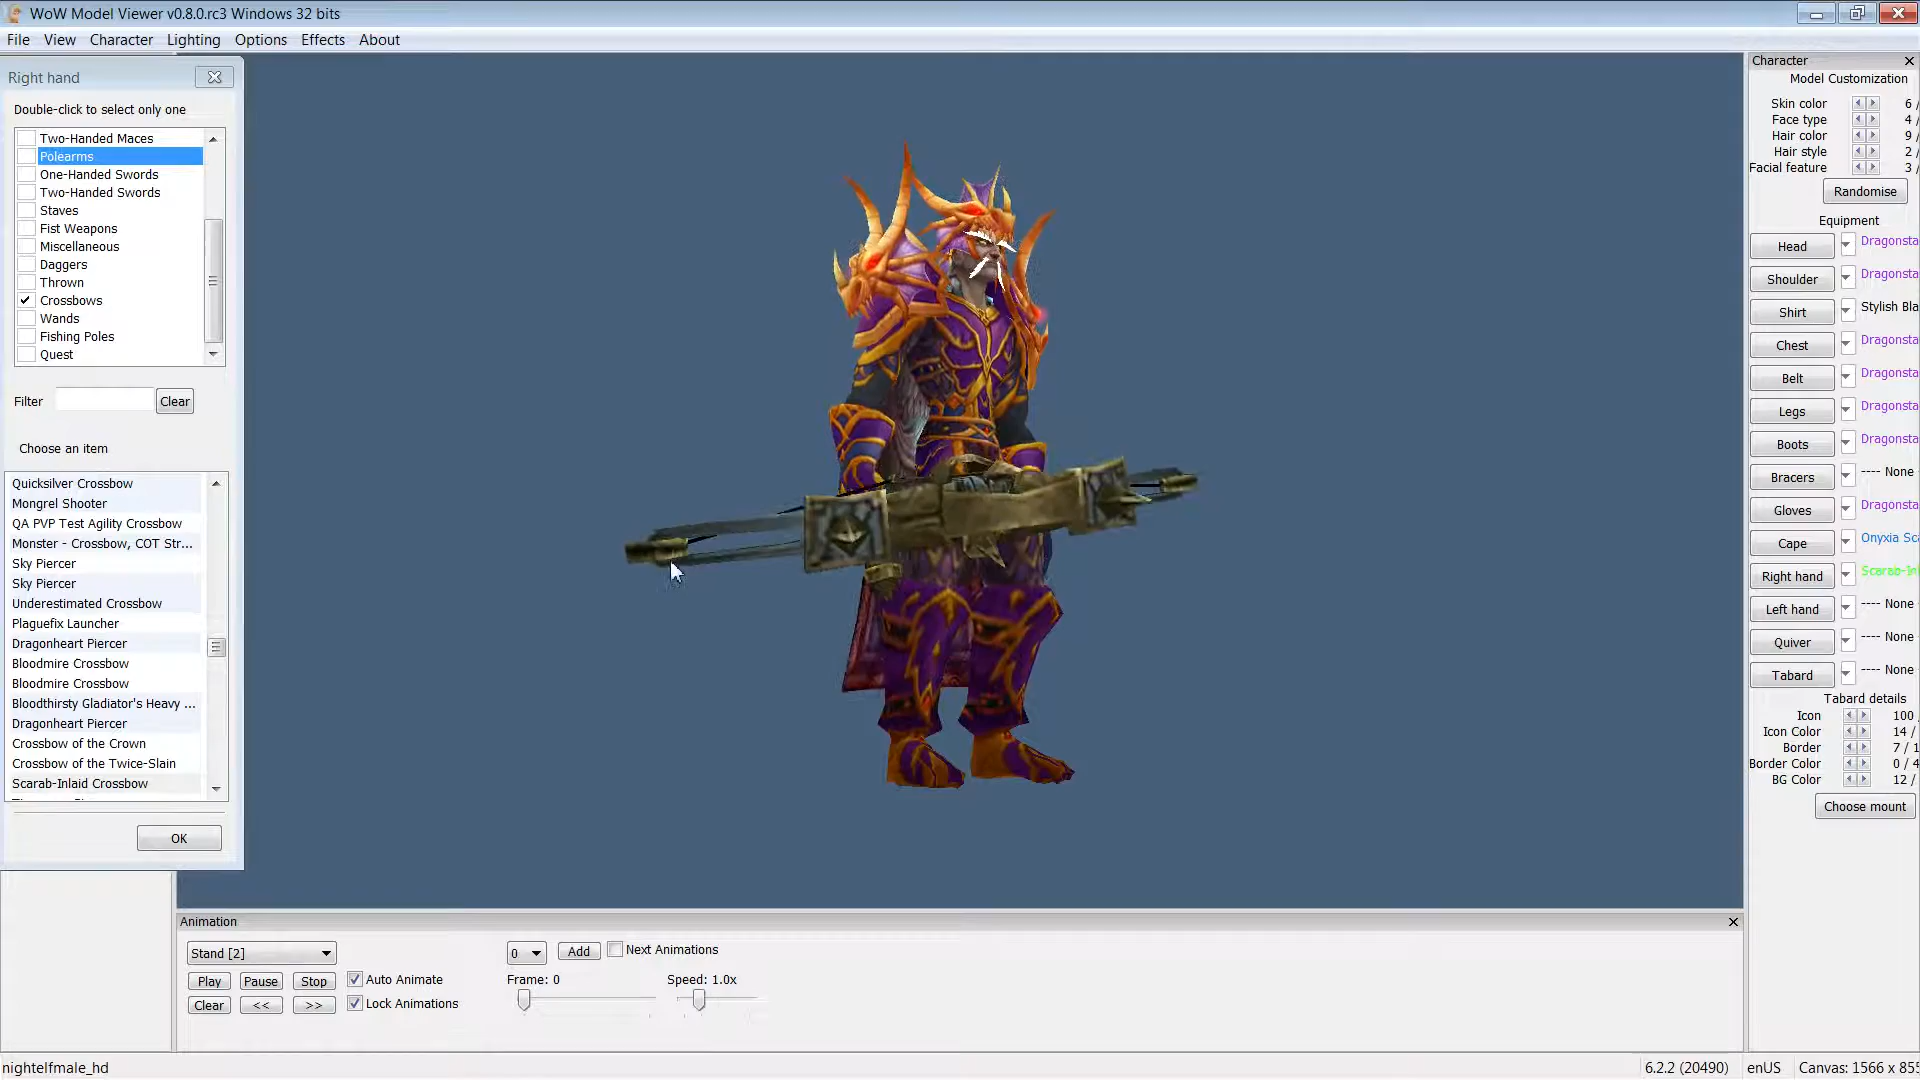 WoW Model Viewer v0.8.0.rc3 Windows 32 bits
File View Character Lighting Options Effects About
Right hand
Double-click to select only one
Two-Handed Maces
Polearms
One-Handed Swords
Two-Handed Swords
Staves
Fist Weapons
Miscellaneous
Daggers
Thrown
Crossbows
Wands
Fishing Poles
Quest
Filter Clear
Choose an item
Quicksilver Crossbow
Mongrel Shooter
QA PVP Test Agility Crossbow
Monster - Crossbow, COT Str...
Sky Piercer
Sky Piercer
Underestimated Crossbow
Plaguefix Launcher
Dragonheart Piercer
Bloodmire Crossbow
Bloodmire Crossbow
Bloodthirsty Gladiator's Heavy ...
Dragonheart Piercer
Crossbow of the Crown
Crossbow of the Twice-Slain
Scarab-Inlaid Crossbow
OK
Character
Model Customization
Skin color 6 /
Face type 4 /
Hair color 9 /
Hair style 2 /
Facial feature 3 /
Randomise
Equipment
Head Dragonsta
Shoulder Dragonsta
Shirt Stylish Bla
Chest Dragonsta
Belt Dragonsta
Legs Dragonsta
Boots Dragonsta
Bracers ---- None
Gloves Dragonsta
Cape Onyxia Sca
Right hand Scarab-Inl
Left hand ---- None
Quiver ---- None
Tabard ---- None
Tabard details
Icon 100
Icon Color 14 /
Border 7 / 1
Border Color 0 / 4
BG Color 12 /
Choose mount
Animation
Stand [2] 0 Add Next Animations
Play Pause Stop Auto Animate Frame: 0 Speed: 1.0x
Clear << >> Lock Animations
nightelfmale_hd 6.2.2 (20490) enUS Canvas: 1566 x 855